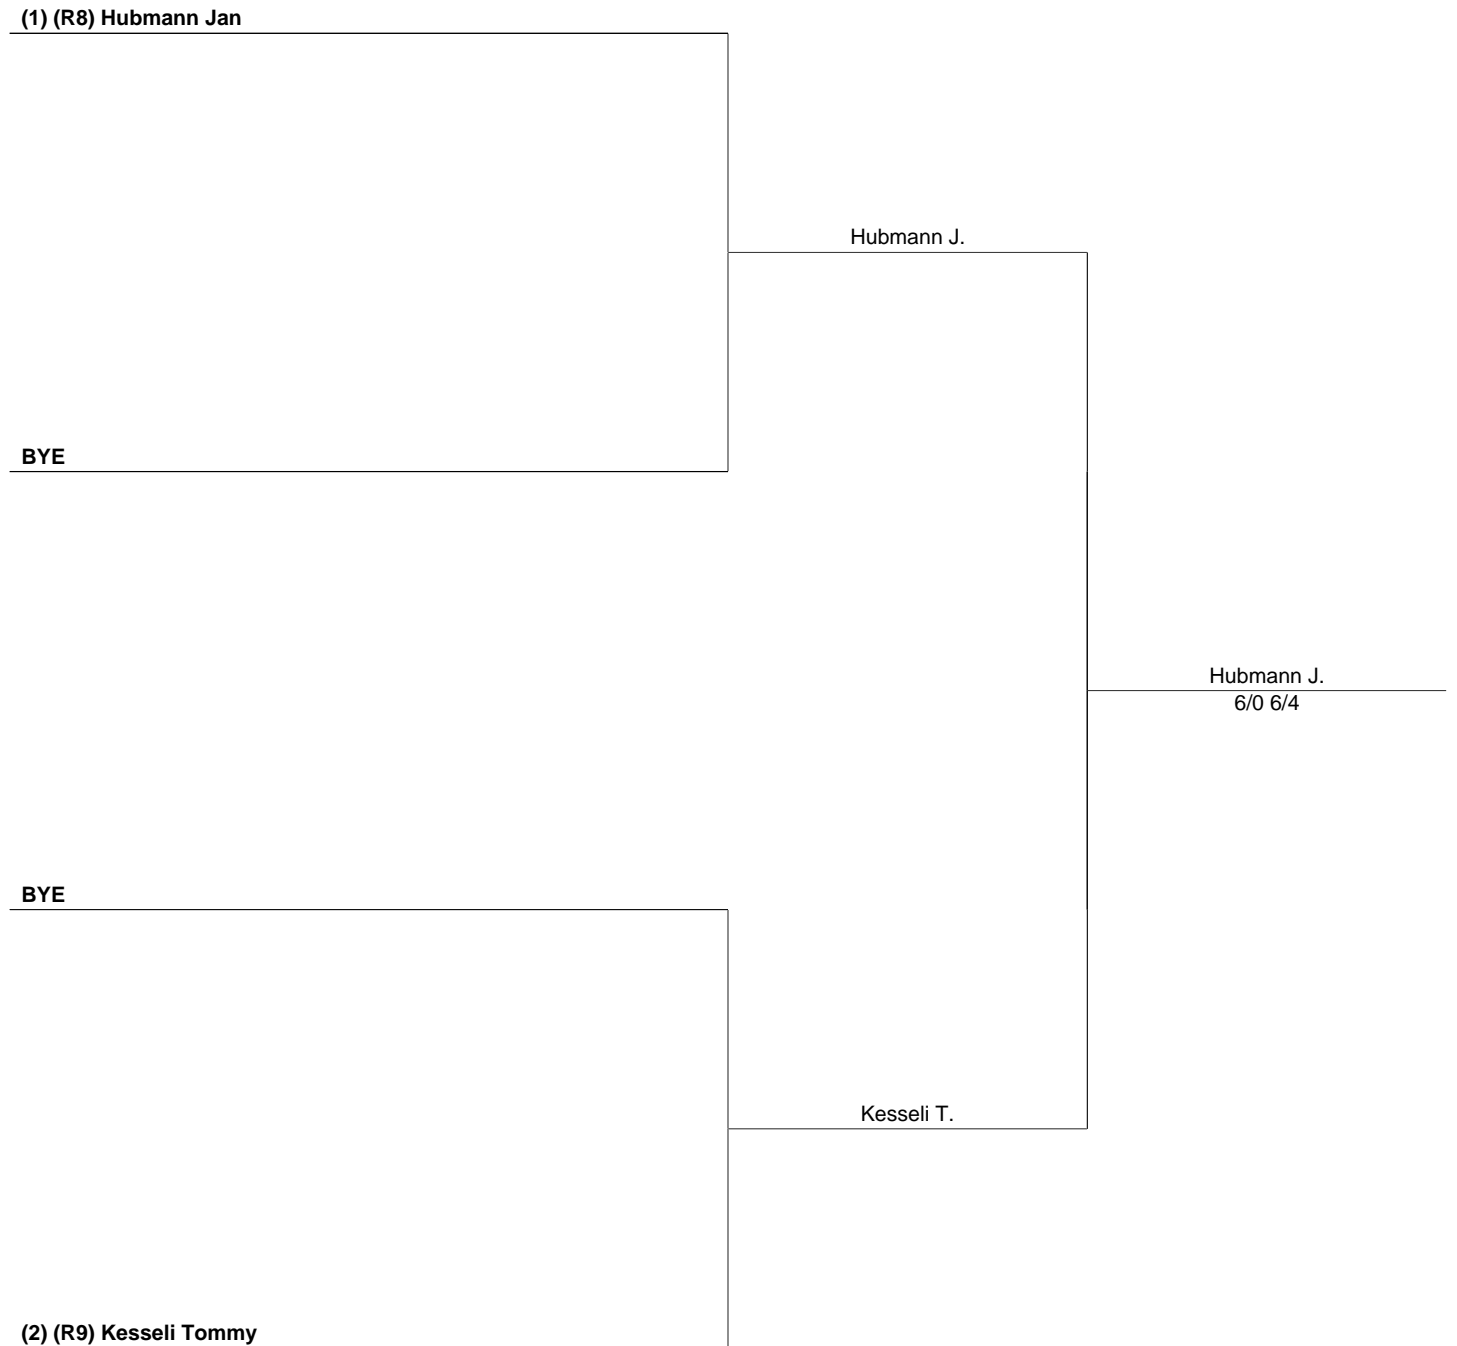 (1) (R8) Hubmann Jan
Hubmann J.
BYE
Hubmann J.
6/0 6/4
BYE
Kesseli T.
(2) (R9) Kesseli Tommy